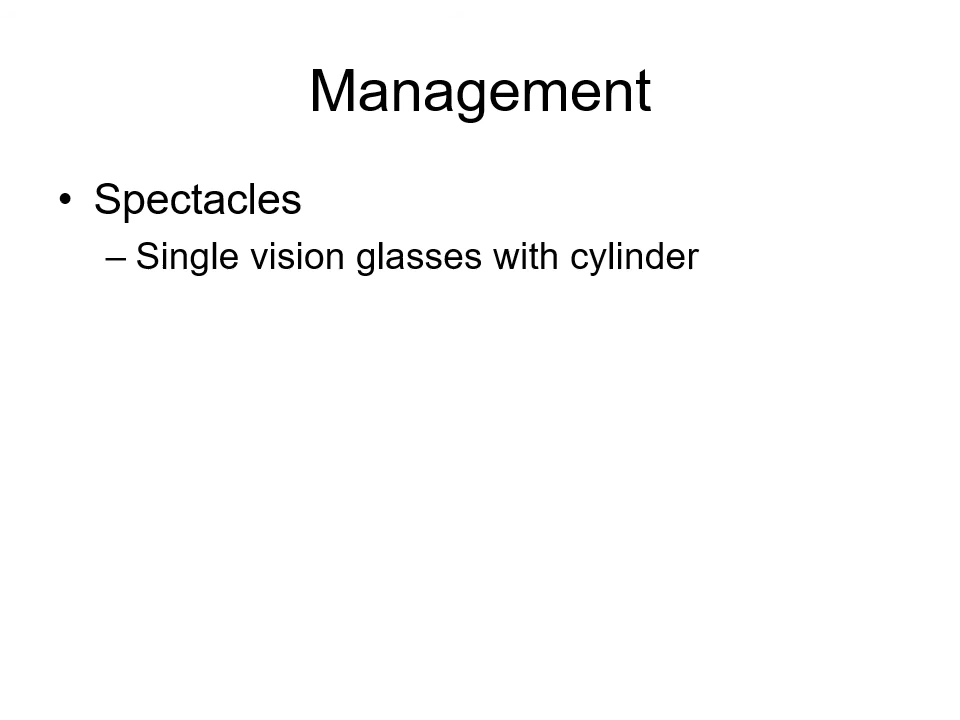 Management
• Spectacles
– Single vision glasses with cylinder